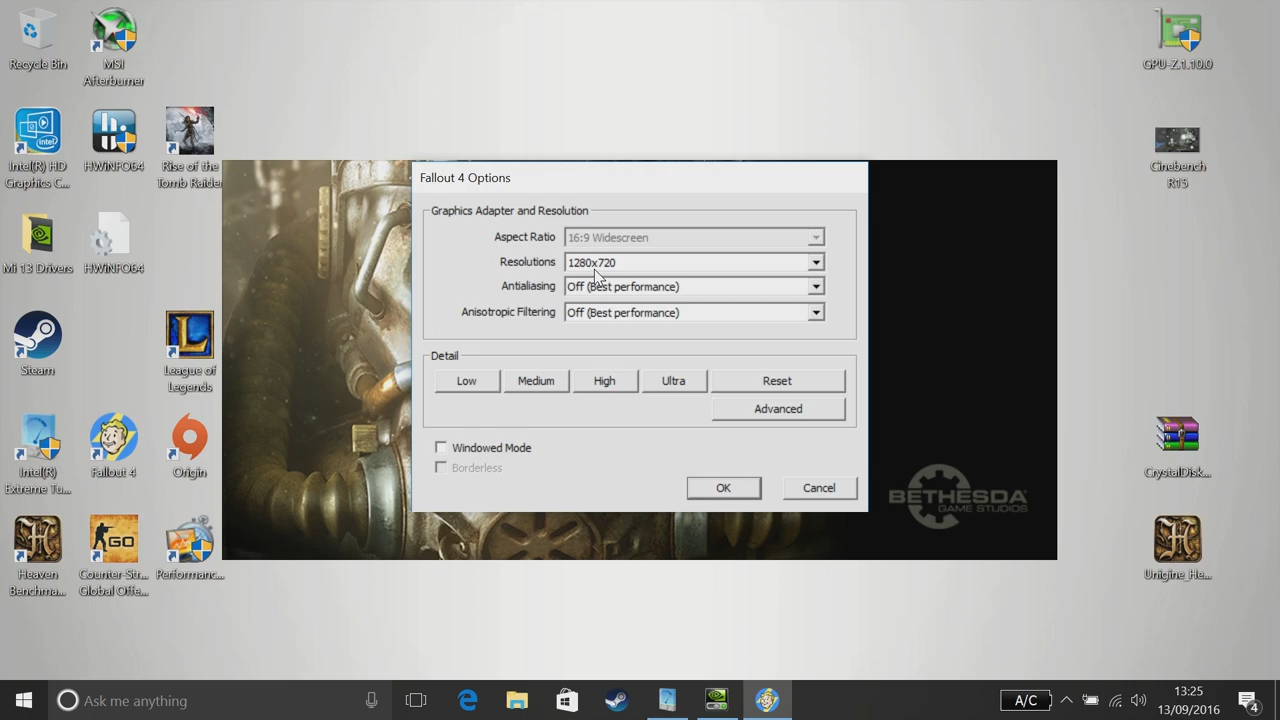 Recycle Bin
MSI
Afterburner
GPU-Z.1.10.0
Intel(R) HD
Graphics C...
HWiNFO64
Rise of the
Tomb Raider
Cinebench
R15
Mi 13 Drivers
HWiNFO64
Steam
League of
Legends
Intel(R)
Extreme Tu...
Fallout 4
Origin
CrystalDisk...
Heaven
Benchma...
GO
Counter-Str...
Global Offe...
Performanc...
Unigine_He...
Fallout 4 Options
Graphics Adapter and Resolution
Aspect Ratio
16:9 Widescreen
Resolutions
1280x720
Antialiasing
Off (Best performance)
Anisotropic Filtering
Off (Best performance)
Detail
Low
Medium
High
Ultra
Reset
Advanced
Windowed Mode
Borderless
OK
Cancel
BETHESDA
GAME STUDIOS
Ask me anything
A/C
13:25
13/09/2016
4